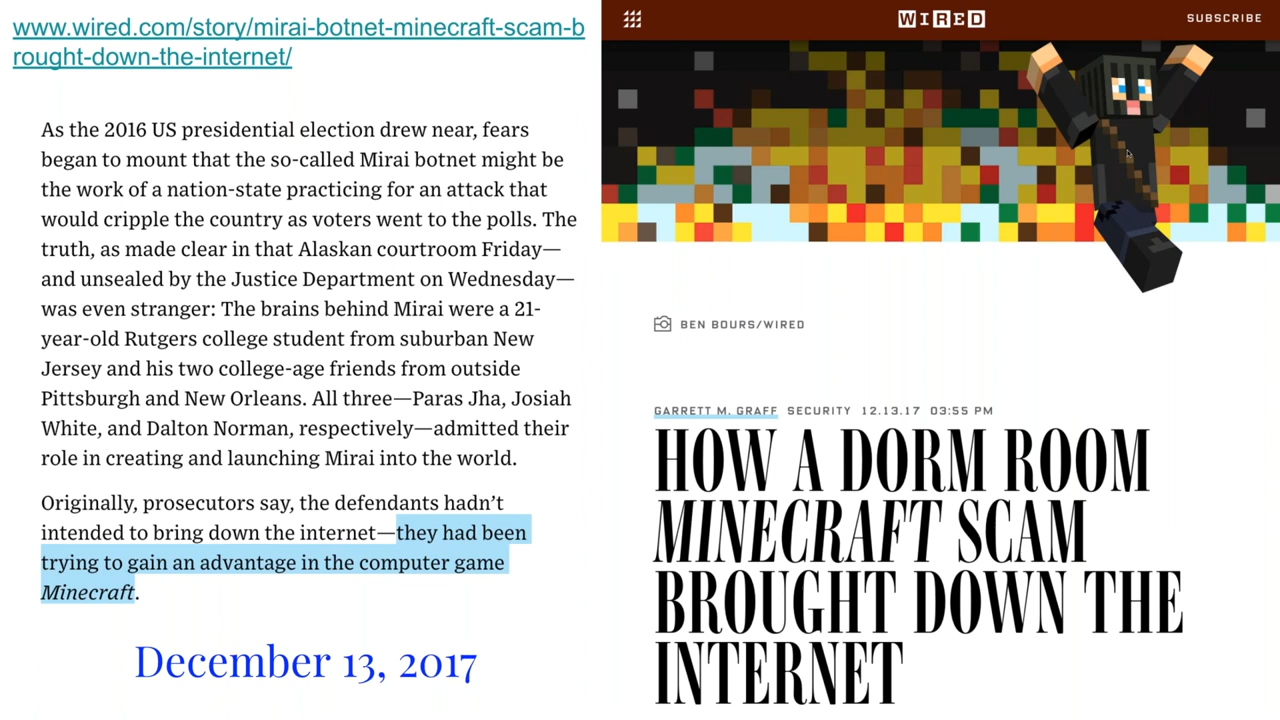 www.wired.com/story/mirai-botnet-minecraft-scam-b
rought-down-the-internet/
As the 2016 US presidential election drew near, fears
began to mount that the so-called Mirai botnet might be
the work of a nation-state practicing for an attack that
would cripple the country as voters went to the polls. The
truth, as made clear in that Alaskan courtroom Friday—
and unsealed by the Justice Department on Wednesday—
was even stranger: The brains behind Mirai were a 21-
year-old Rutgers college student from suburban New
Jersey and his two college-age friends from outside
Pittsburgh and New Orleans. All three—Paras Jha, Josiah
White, and Dalton Norman, respectively—admitted their
role in creating and launching Mirai into the world.
Originally, prosecutors say, the defendants hadn’t
intended to bring down the internet—they had been
trying to gain an advantage in the computer game
Minecraft.
December 13, 2017
WIRED
SUBSCRIBE
BEN BOURS/WIRED
GARRETT M. GRAFF SECURITY 12.13.17 03:55 PM
HOW A DORM ROOM
MINECRAFT SCAM
BROUGHT DOWN THE
INTERNET